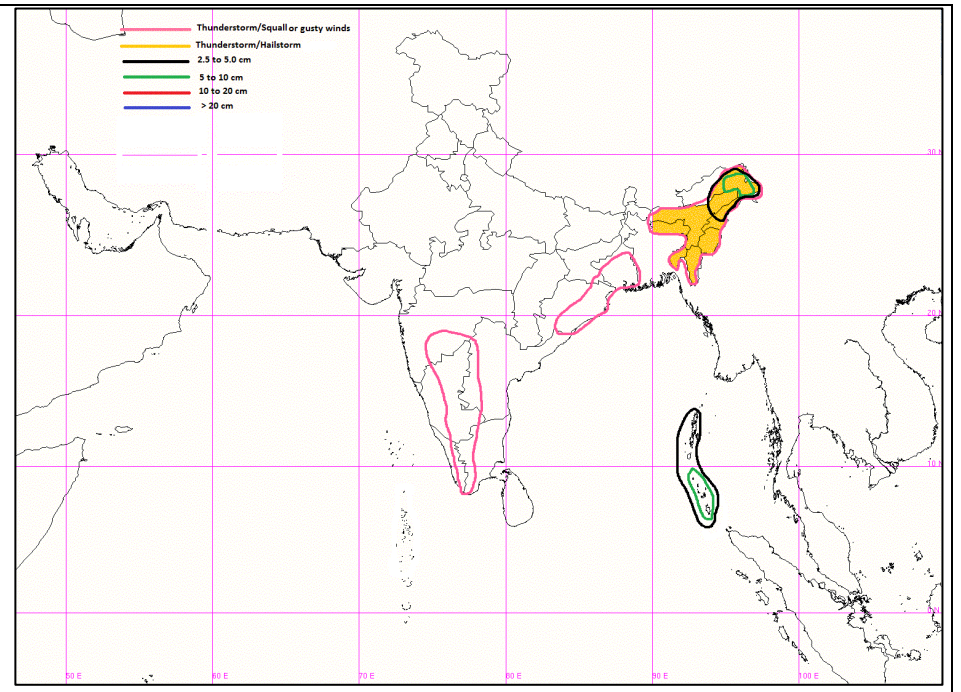 Thunderstorm/Squall or gusty winds
Thunderstorm/Hailstorm
2.5 to 5.0 cm
5 to 10 cm
10 to 20 cm
> 20 cm
30 N
20 N
10 N
0 N
50 E
60 E
70 E
80 E
90 E
100 E